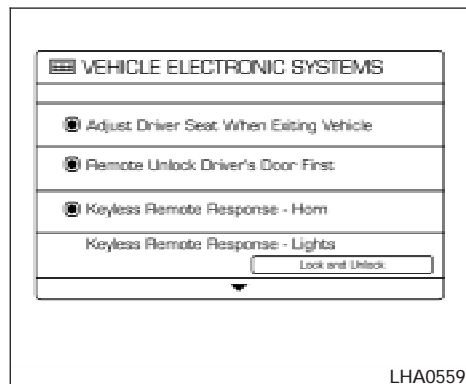 VEHICLE ELECTRONIC SYSTEMS
Adjust Driver Seat When Exiting Vehicle
Remote Unlock Driver's Door First
Keyless Remote Response - Horn
Keyless Remote Response - Lights
Lock and Unlock
LHA0559